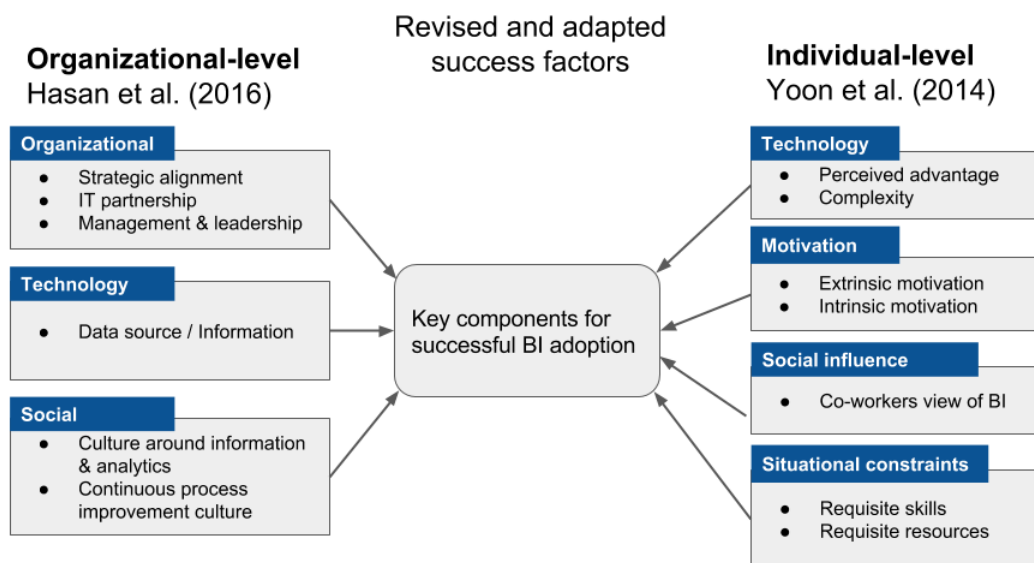 Revised and adapted
success factors
Organizational-level
Hasan et al. (2016)
Organizational
● Strategic alignment
● IT partnership
● Management & leadership
Technology
● Data source / Information
Social
● Culture around information
& analytics
● Continuous process
improvement culture
Key components for
successful BI adoption
Individual-level
Yoon et al. (2014)
Technology
● Perceived advantage
● Complexity
Motivation
● Extrinsic motivation
● Intrinsic motivation
Social influence
● Co-workers view of BI
Situational constraints
● Requisite skills
● Requisite resources